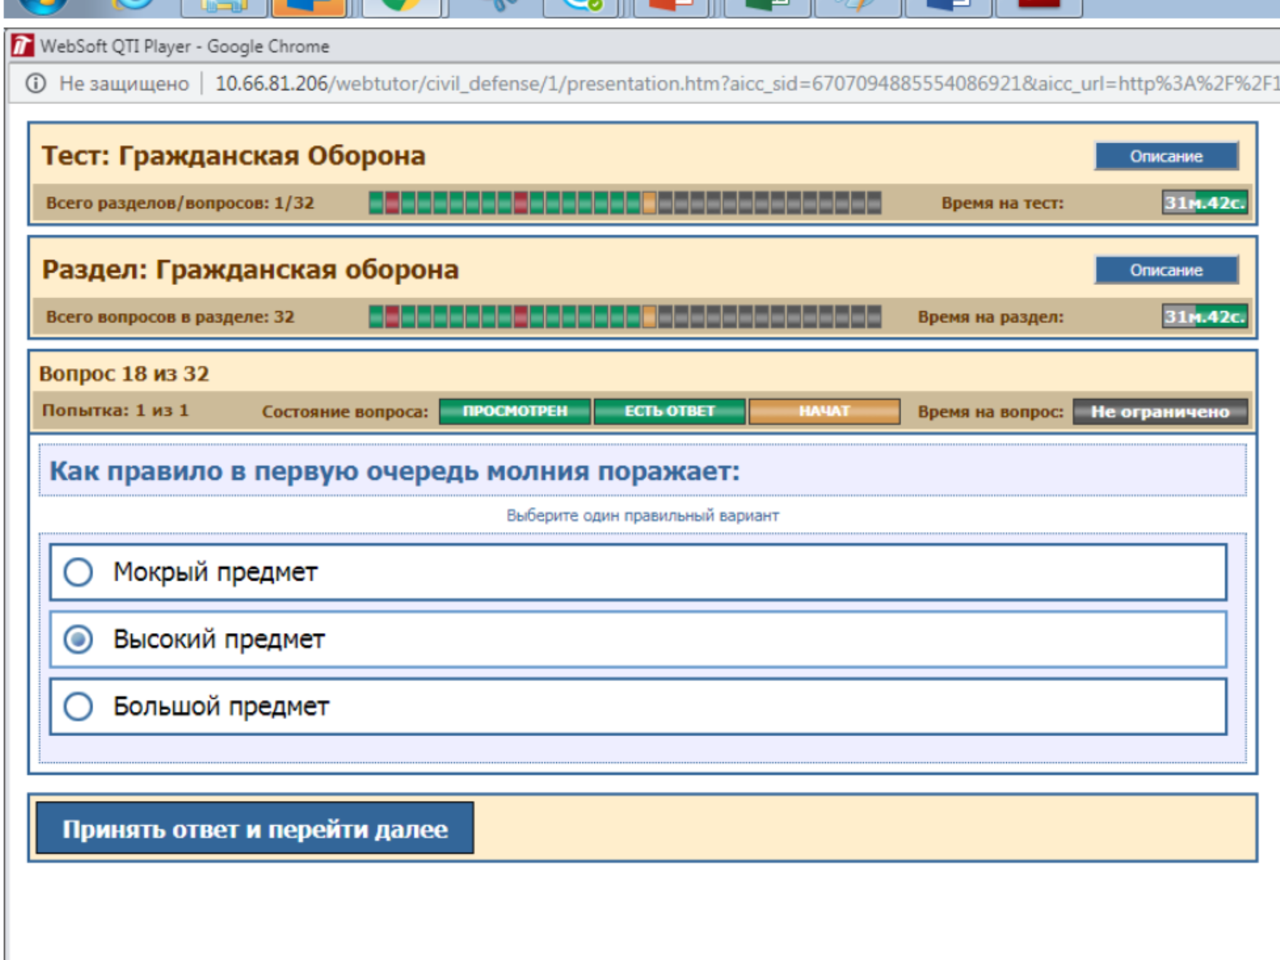 WebSoft QTI Player - Google Chrome
Не защищено | 10.66.81.206/webtutor/civil_defense/1/presentation.htm?aicc_sid=6707094885554086921&aicc_url=http%3A%2F%2F1
Тест: Гражданская Оборона
Описание
Всего разделов/вопросов: 1/32
Время на тест:
31м.42с.
Раздел: Гражданская оборона
Описание
Всего вопросов в разделе: 32
Время на раздел:
31м.42с.
Вопрос 18 из 32
Попытка: 1 из 1
Состояние вопроса:
ПРОСМОТРЕН
ЕСТЬ ОТВЕТ
НАЧАТ
Время на вопрос:
Не ограничено
Как правило в первую очередь молния поражает:
Выберите один правильный вариант
Мокрый предмет
Высокий предмет
Большой предмет
Принять ответ и перейти далее